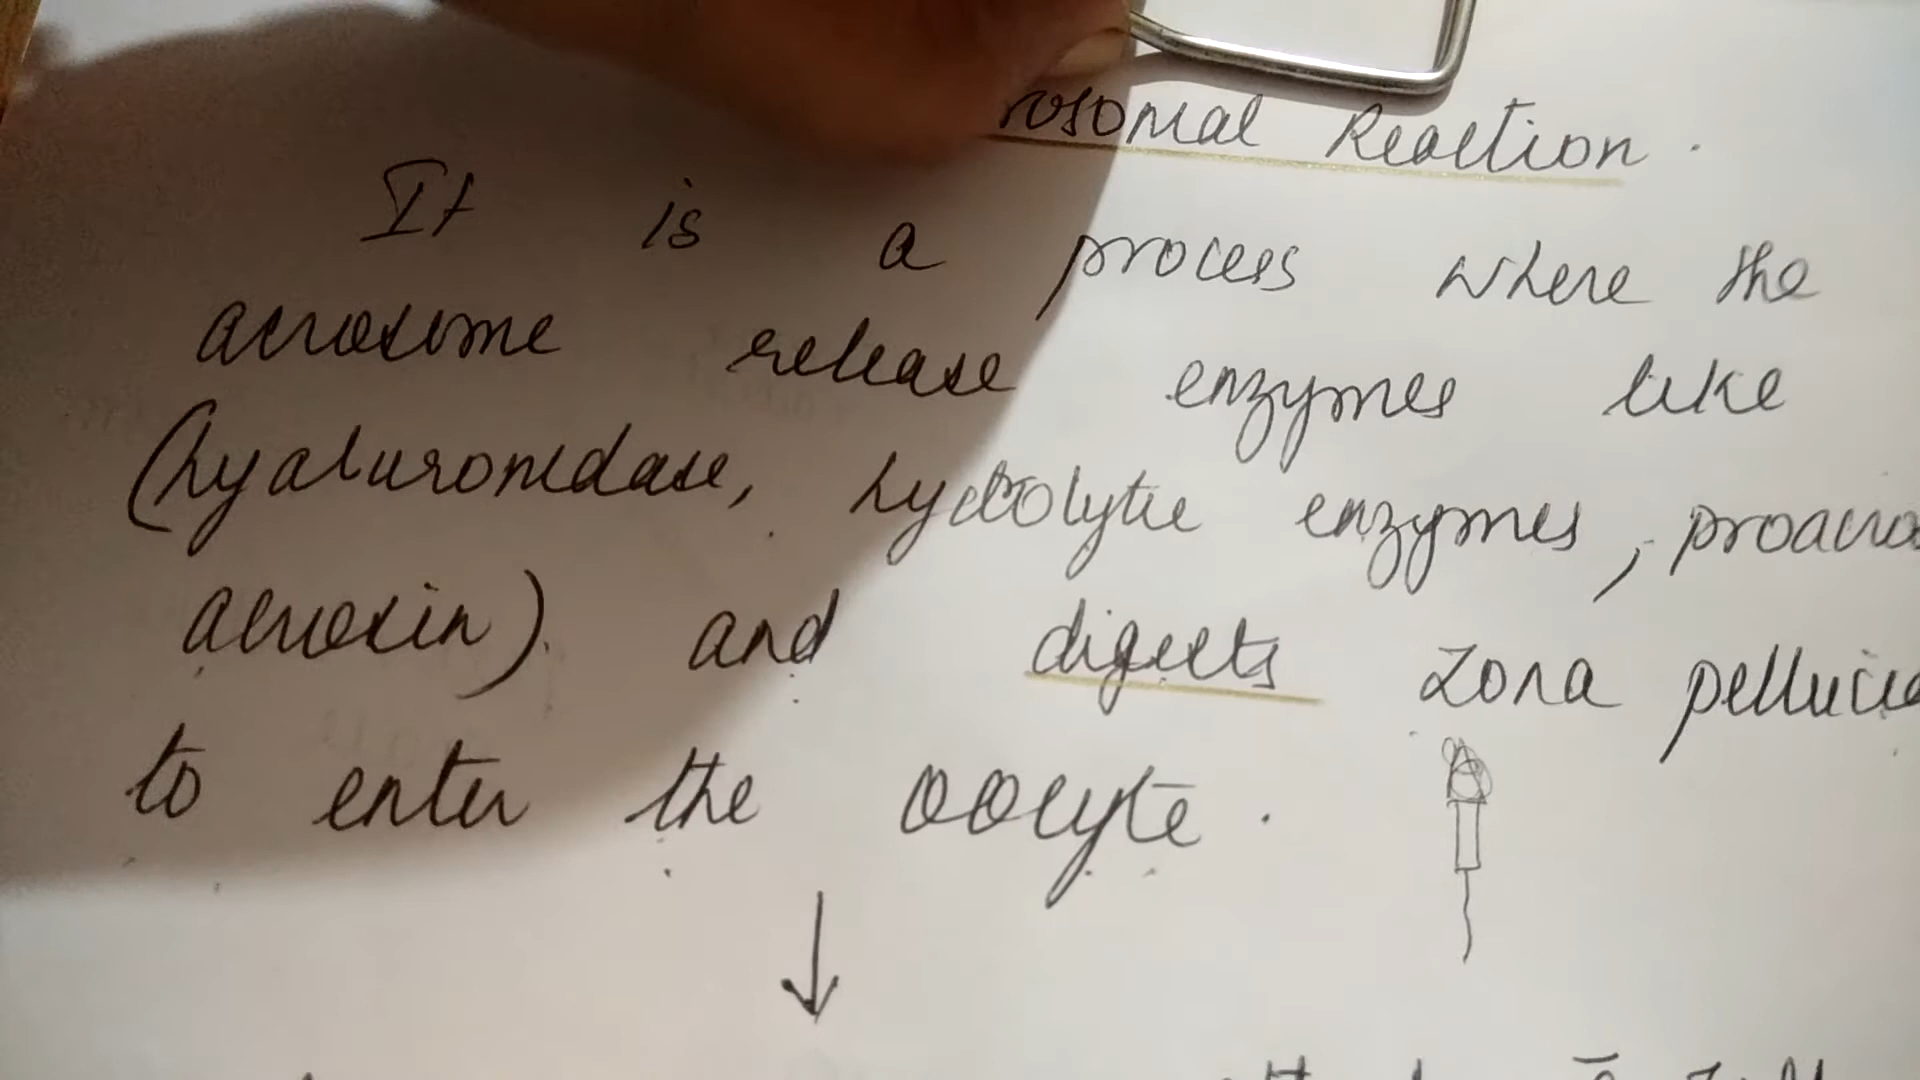 rosomal Reaction.
It is a process where the
acrosome release enzymes like
(hyaluronidase, hydrolytic enzymes, proacros
acrosin) and digests zona pellucid
to enter the oocyte.